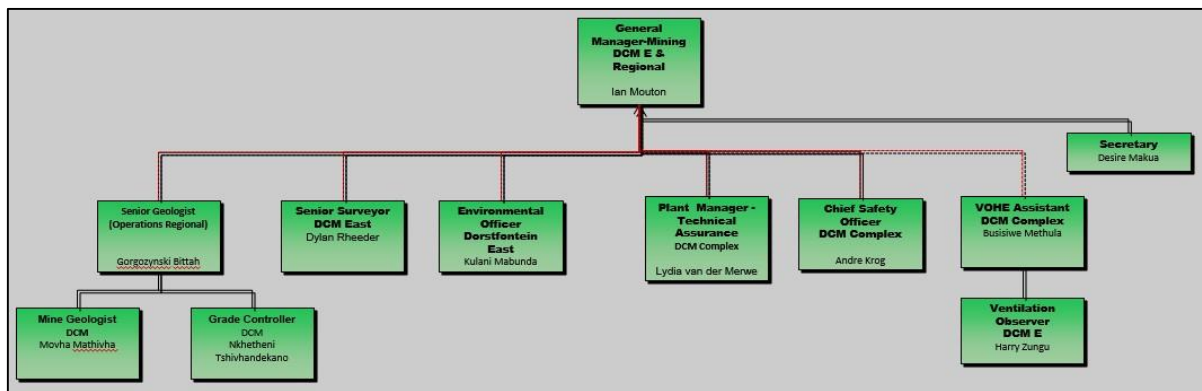 General
Manager-Mining
DCM E &
Regional
Ian Mouton
Secretary
Desire Makua
Senior Geologist
(Operations Regional)
Gorgozynski Bittah
Senior Surveyor
DCM East
Dylan Rheeder
Environmental
Officer
Dorstfontein
East
Kulani Mabunda
Plant Manager -
Technical
Assurance
DCM Complex
Lydia van der Merwe
Chief Safety
Officer
DCM Complex
Andre Krog
VOHE Assistant
DCM Complex
Busisiwe Methula
Mine Geologist
DCM
Movha Mathivha
Grade Controller
DCM
Nkhetheni
Tshivhandekano
Ventilation
Observer
DCM E
Harry Zungu